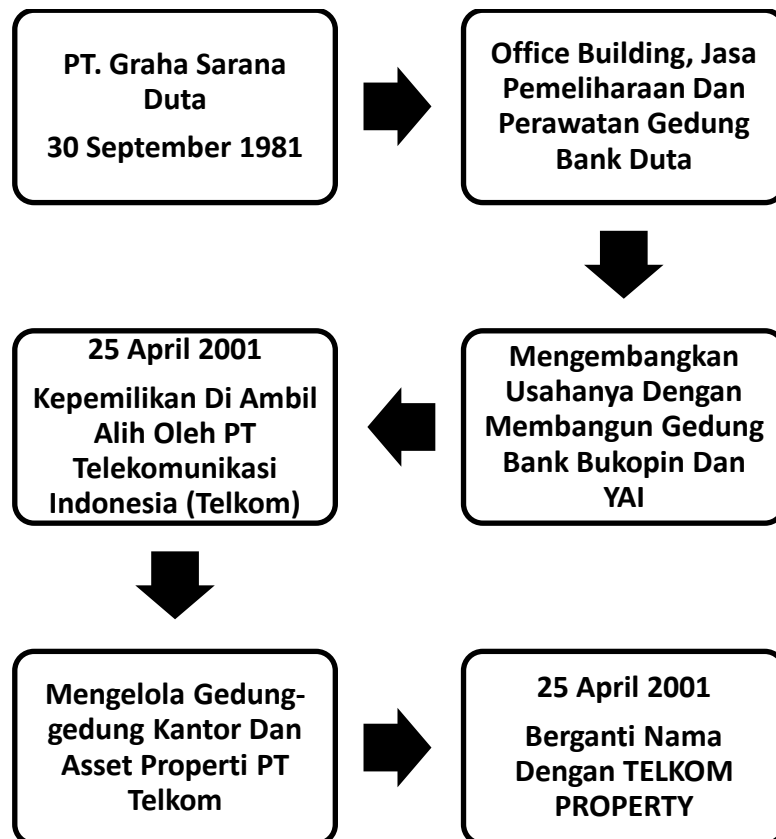 PT. Graha Sarana
Duta
30 September 1981
Office Building, Jasa
Pemeliharaan Dan
Perawatan Gedung
Bank Duta
Mengembangkan
Usahanya Dengan
Membangun Gedung
Bank Bukopin Dan
YAI
25 April 2001
Kepemilikan Di Ambil
Alih Oleh PT
Telekomunikasi
Indonesia (Telkom)
Mengelola Gedung-
gedung Kantor Dan
Asset Properti PT
Telkom
25 April 2001
Berganti Nama
Dengan TELKOM
PROPERTY